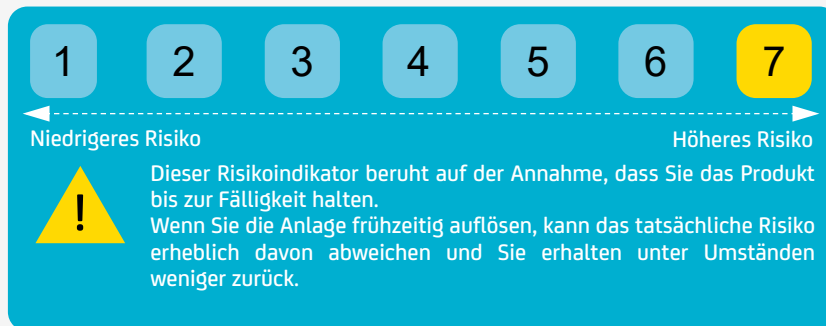 1 2 3 4 5 6 7
Niedrigeres Risiko Höheres Risiko
Dieser Risikoindikator beruht auf der Annahme, dass Sie das Produkt
bis zur Fälligkeit halten.
Wenn Sie die Anlage frühzeitig auflösen, kann das tatsächliche Risiko
erheblich davon abweichen und Sie erhalten unter Umständen
weniger zurück.
!